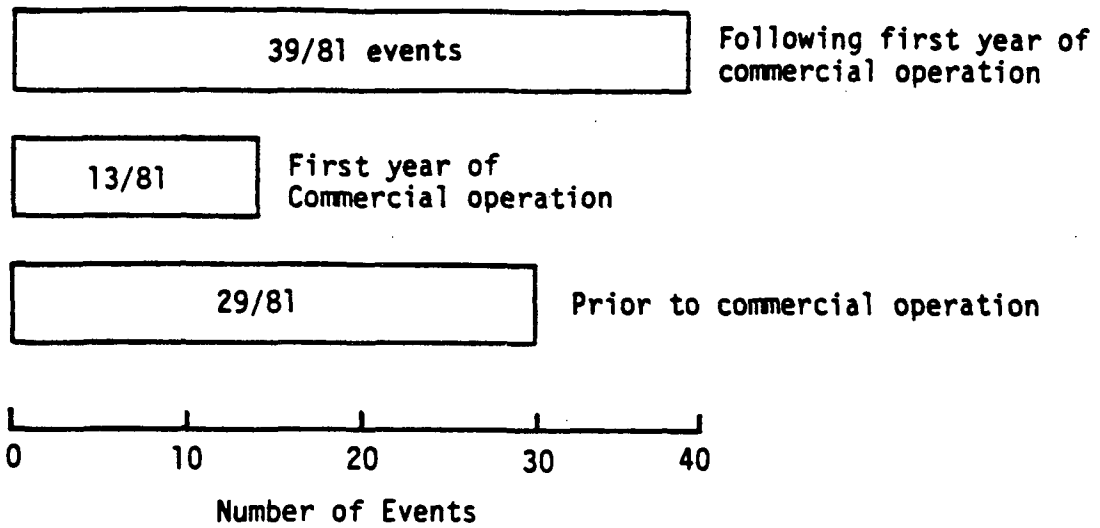 39/81 events
Following first year of
commercial operation
13/81
First year of
Commercial operation
29/81
Prior to commercial operation
0 10 20 30 40
Number of Events